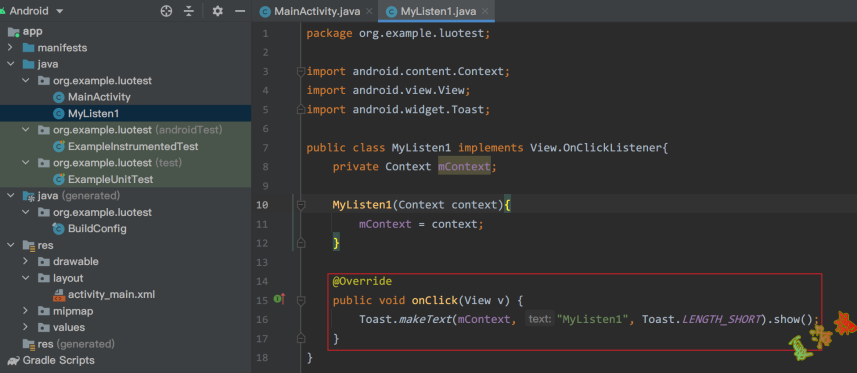 Android
app
manifests
java
org.example.luotest
MainActivity
MyListen1
org.example.luotest (androidTest)
ExampleInstrumentedTest
org.example.luotest (test)
ExampleUnitTest
java (generated)
org.example.luotest
BuildConfig
res
drawable
layout
activity_main.xml
mipmap
values
res (generated)
Gradle Scripts
MainActivity.java
MyListen1.java
1 package org.example.luotest;
2
3 import android.content.Context;
4 import android.view.View;
5 import android.widget.Toast;
6
7 public class MyListen1 implements View.OnClickListener{
8 private Context mContext;
9
10 MyListen1(Context context){
11 mContext = context;
12 }
13
14 @Override
15 public void onClick(View v) {
16 Toast.makeText(mContext, text: "MyListen1", Toast.LENGTH_SHORT).show();
17 }
18 }